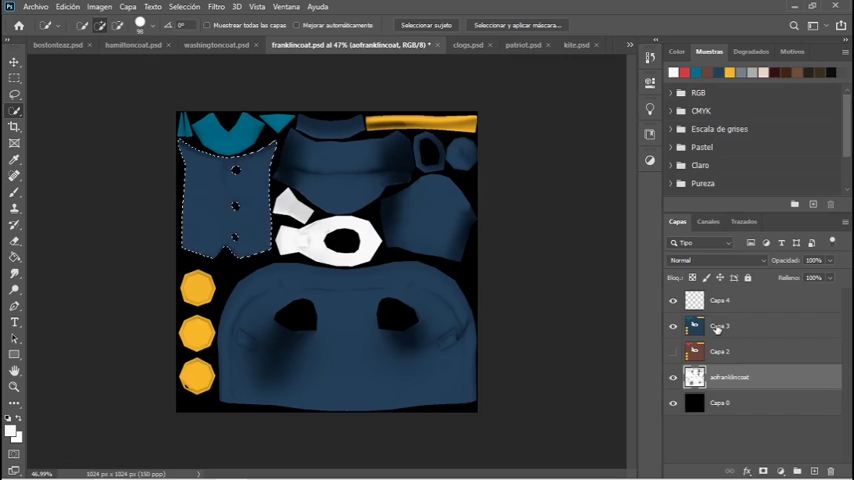 Archivo Edición Imagen Capa Texto Selección Filtro 3D Vista Ventana Ayuda
98 0° Muestrear todas las capas Mejorar automáticamente Seleccionar sujeto Seleccionar y aplicar máscara...
bostonteaz.psd hamiltoncoat.psd washingtoncoat.psd franklincoat.psd al 47% (aofranklincoat, RGB/8) * clogs.psd patriot.psd kite.psd
Color Muestras Degradados Motivos
RGB
CMYK
Escala de grises
Pastel
Claro
Pureza
Capas Canales Trazados
Tipo
Normal Opacidad: 100%
Bloq.: Relleno: 100%
Capa 4
Capa 3
Capa 2
aofranklincoat
Capa 0
46,99% 1024 px x 1024 px (150 ppp)